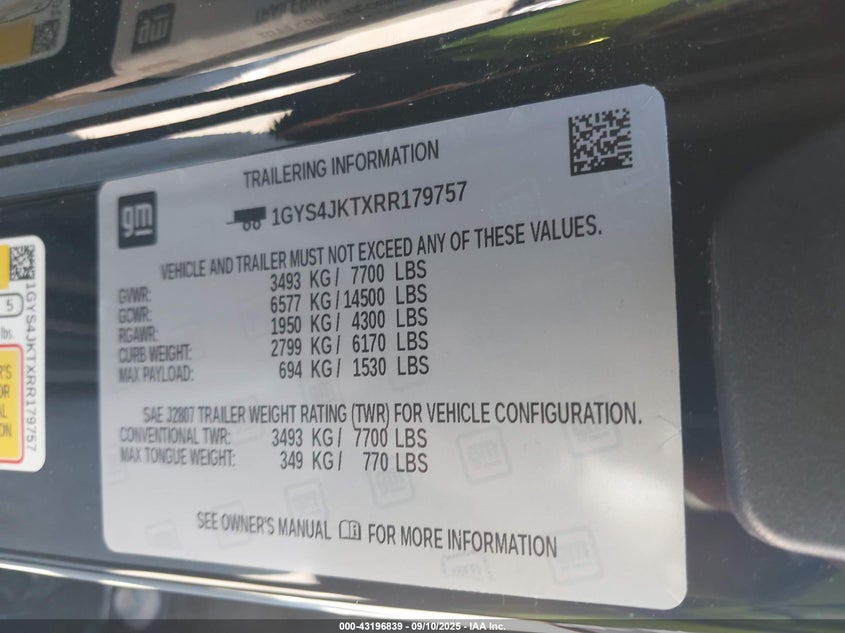 TRAILERING INFORMATION
gm
1GYS4JKTXRR179757
VEHICLE AND TRAILER MUST NOT EXCEED ANY OF THESE VALUES.
GVWR: 3493 KG / 7700 LBS
GCWR: 6577 KG / 14500 LBS
RGAWR: 1950 KG / 4300 LBS
CURB WEIGHT: 2799 KG / 6170 LBS
MAX PAYLOAD: 694 KG / 1530 LBS
SAE J2807 TRAILER WEIGHT RATING (TWR) FOR VEHICLE CONFIGURATION.
CONVENTIONAL TWR: 3493 KG / 7700 LBS
MAX TONGUE WEIGHT: 349 KG / 770 LBS
SEE OWNER'S MANUAL FOR MORE INFORMATION
5
lbs.
1GYS4JKTXRR179757
000-43196839 - 09/10/2025 - IAA Inc.